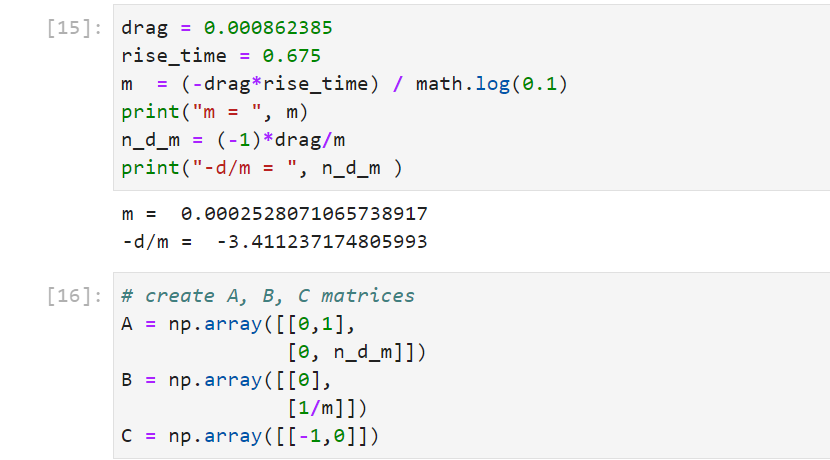 [15]: drag = 0.000862385
rise_time = 0.675
m  = (-drag*rise_time) / math.log(0.1)
print("m = ", m)
n_d_m = (-1)*drag/m
print("-d/m = ", n_d_m )
m =  0.0002528071065738917
-d/m =  -3.411237174805993
[16]: # create A, B, C matrices
A = np.array([[0,1],
[0, n_d_m]])
B = np.array([[0],
[1/m]])
C = np.array([[-1,0]])